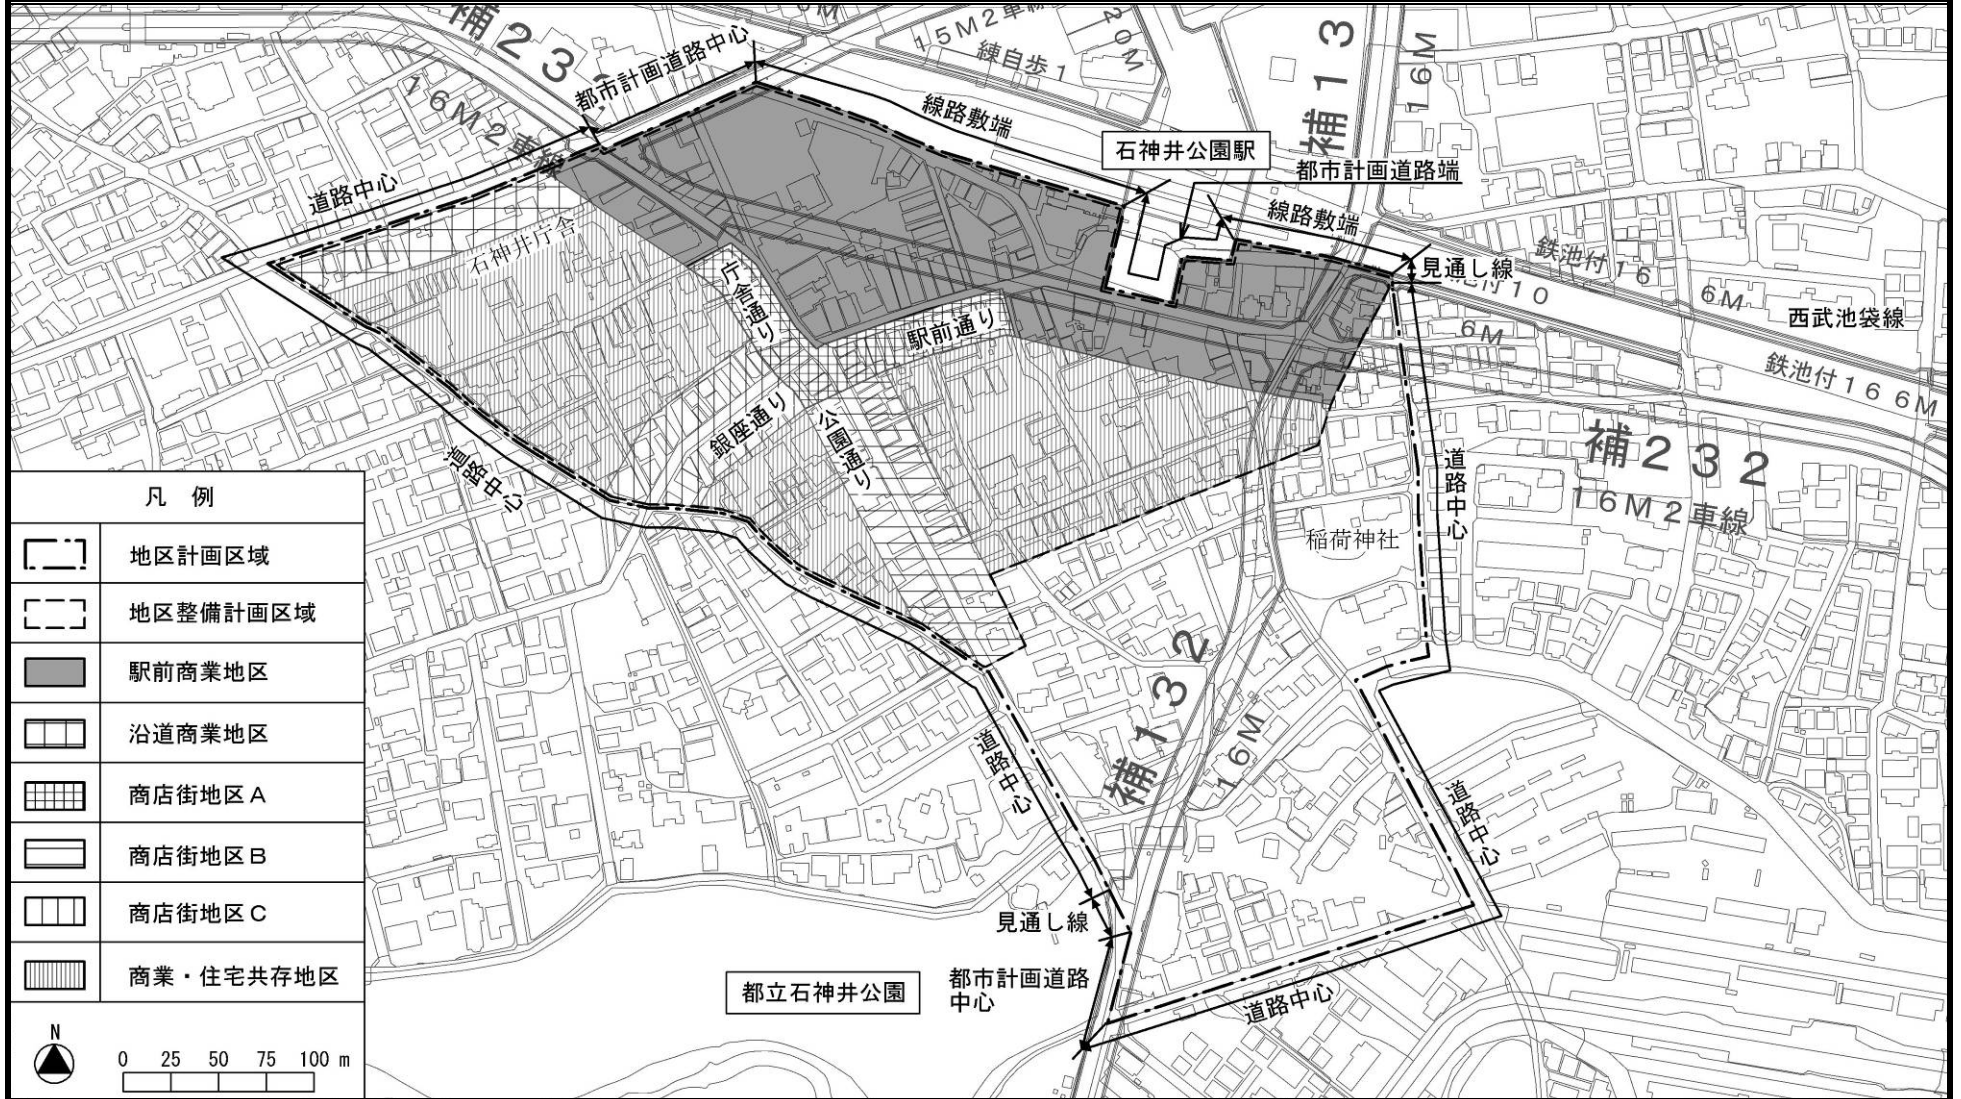 補232
15M2車線
20M
都市計画道路中心
練自歩1
補13
16M
16M2車線
線路敷端
石神井公園駅
都市計画道路端
道路中心
線路敷端
石神井庁舎
鉄池付16
6M
見通し線
付10
西武池袋線
庁舎通り
駅前通り
6M
鉄池付16 6M
銀座通り
公園通り
補232
16M2車線
道路中心
道路中心
稲荷神社
凡 例
地区計画区域
地区整備計画区域
駅前商業地区
沿道商業地区
商店街地区A
商店街地区B
商店街地区C
商業・住宅共存地区
N
0 25 50 75 100 m
補132
16M
道路中心
道路中心
見通し線
都立石神井公園
都市計画道路
中心
道路中心